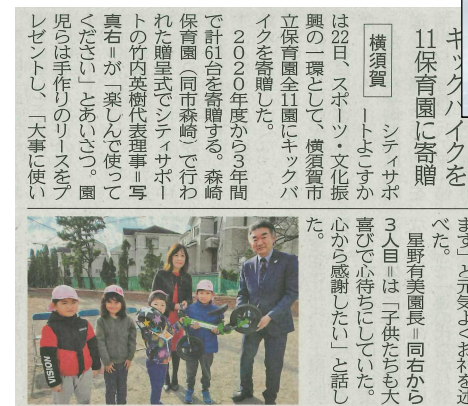 キックバイクを
11保育園に寄贈
横須賀
シティサポ
ートよこすか
は22日、スポーツ・文化振
興の一環として、横須賀市
立保育園全11園にキックバ
イクを寄贈した。
２０２０年度から３年間
で計61台を寄贈する。森崎
保育園（同市森崎）で行わ
れた贈呈式でシティサポー
トの竹内英樹代表理事＝写
真右＝が「楽しんで使って
ください」とあいさつ。園
児らは手作りのリースをプ
レゼントし、「大事に使い
ます」と元気よくお礼を述
べた。
星野有美園長＝同右から
３人目＝は「子供たちも大
喜びで心待ちにしていた。
心から感謝したい」と話し
た。
VISION